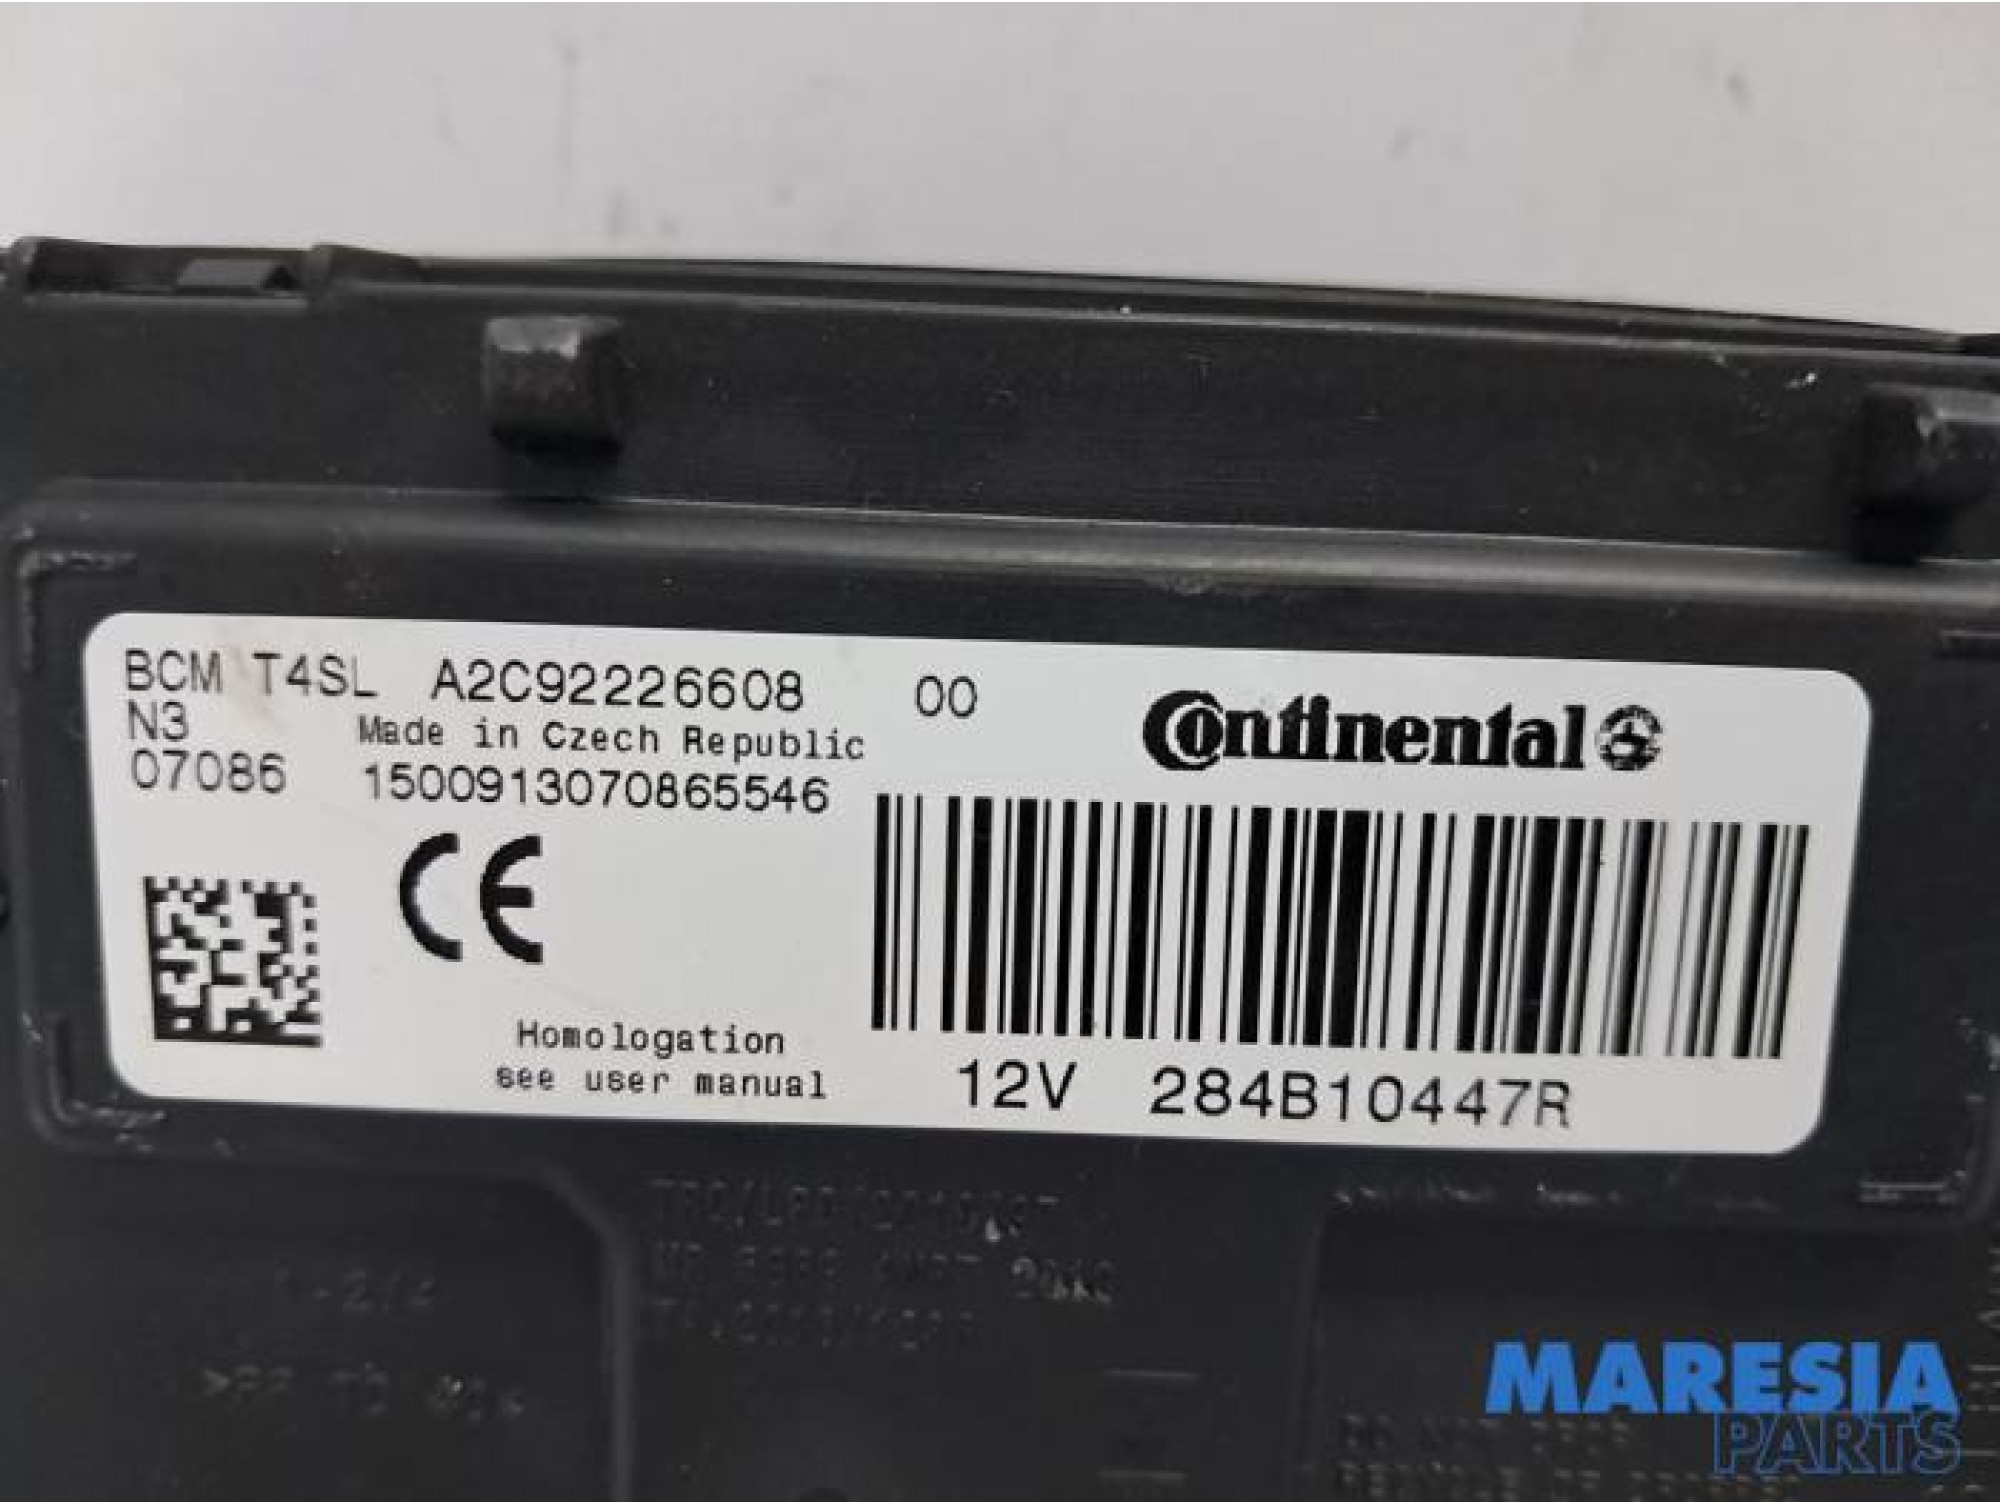 BCM T4SL A2C92226608 00
N3 Made in Czech Republic
07086 1500913070865546
Continental
CE
Homologation
see user manual
12V 284B10447R
MARESIA
PARTS